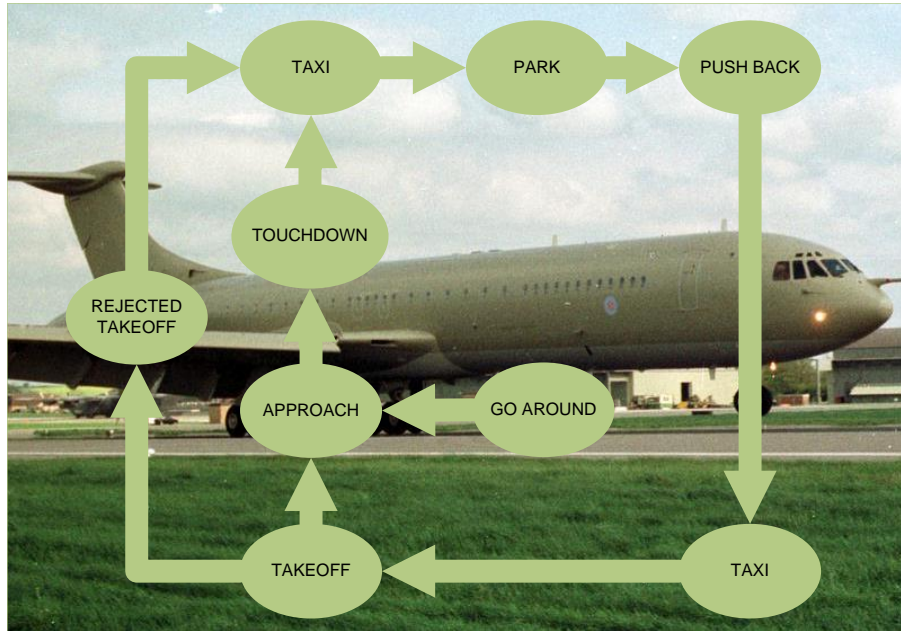 TAXI
PARK
PUSH BACK
TOUCHDOWN
REJECTED
TAKEOFF
APPROACH
GO AROUND
TAKEOFF
TAXI